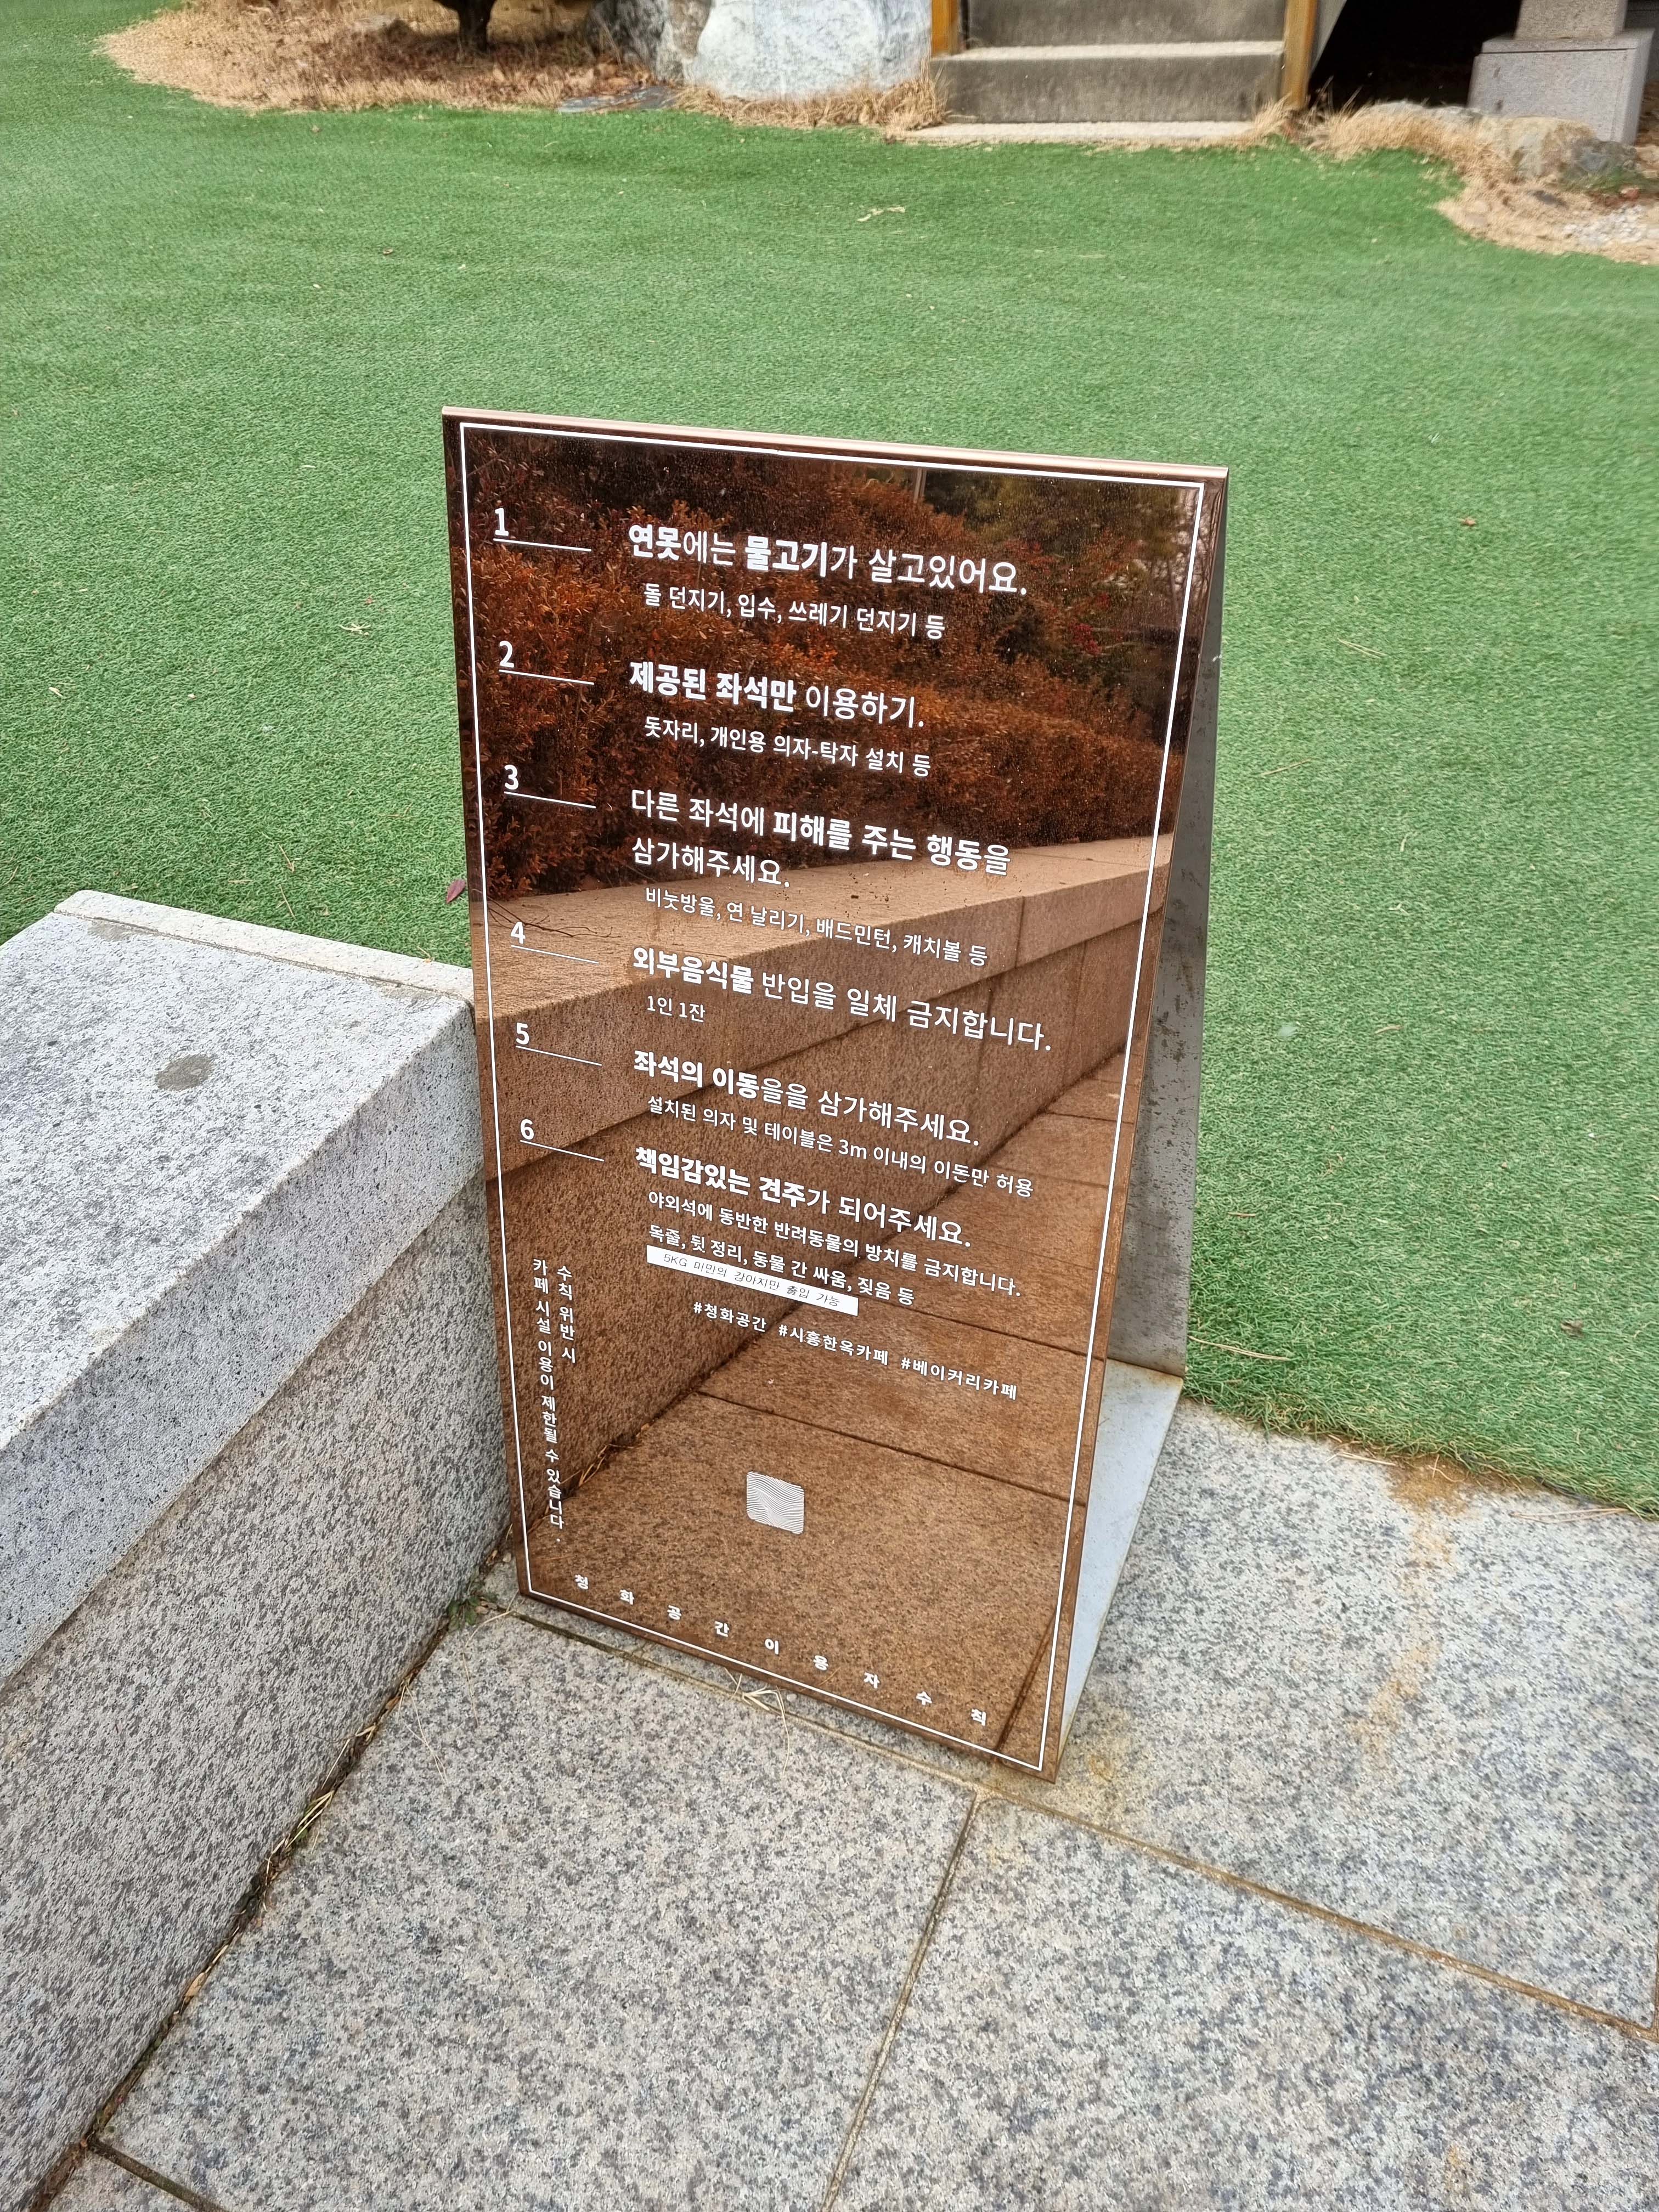 1
연못에는 물고기가 살고있어요.
돌 던지기, 입수, 쓰레기 던지기 등
2
제공된 좌석만 이용하기.
돗자리, 개인용 의자-탁자 설치 등
3
다른 좌석에 피해를 주는 행동을
삼가해주세요.
비눗방울, 연 날리기, 배드민턴, 캐치볼 등
4
외부음식물 반입을 일체 금지합니다.
1인 1잔
5
좌석의 이동을을 삼가해주세요.
설치된 의자 및 테이블은 3m 이내의 이동만 허용
6
책임감있는 견주가 되어주세요.
야외석에 동반한 반려동물의 방치를 금지합니다.
목줄, 뒷 정리, 동물 간 싸움, 짖음 등
5KG 미만의 강아지만 출입 가능
#청화공간 #시흥한옥카페 #베이커리카페
수칙 위반시
카페 시설 이용이 제한될 수 있습니다
청화공간이용자수칙